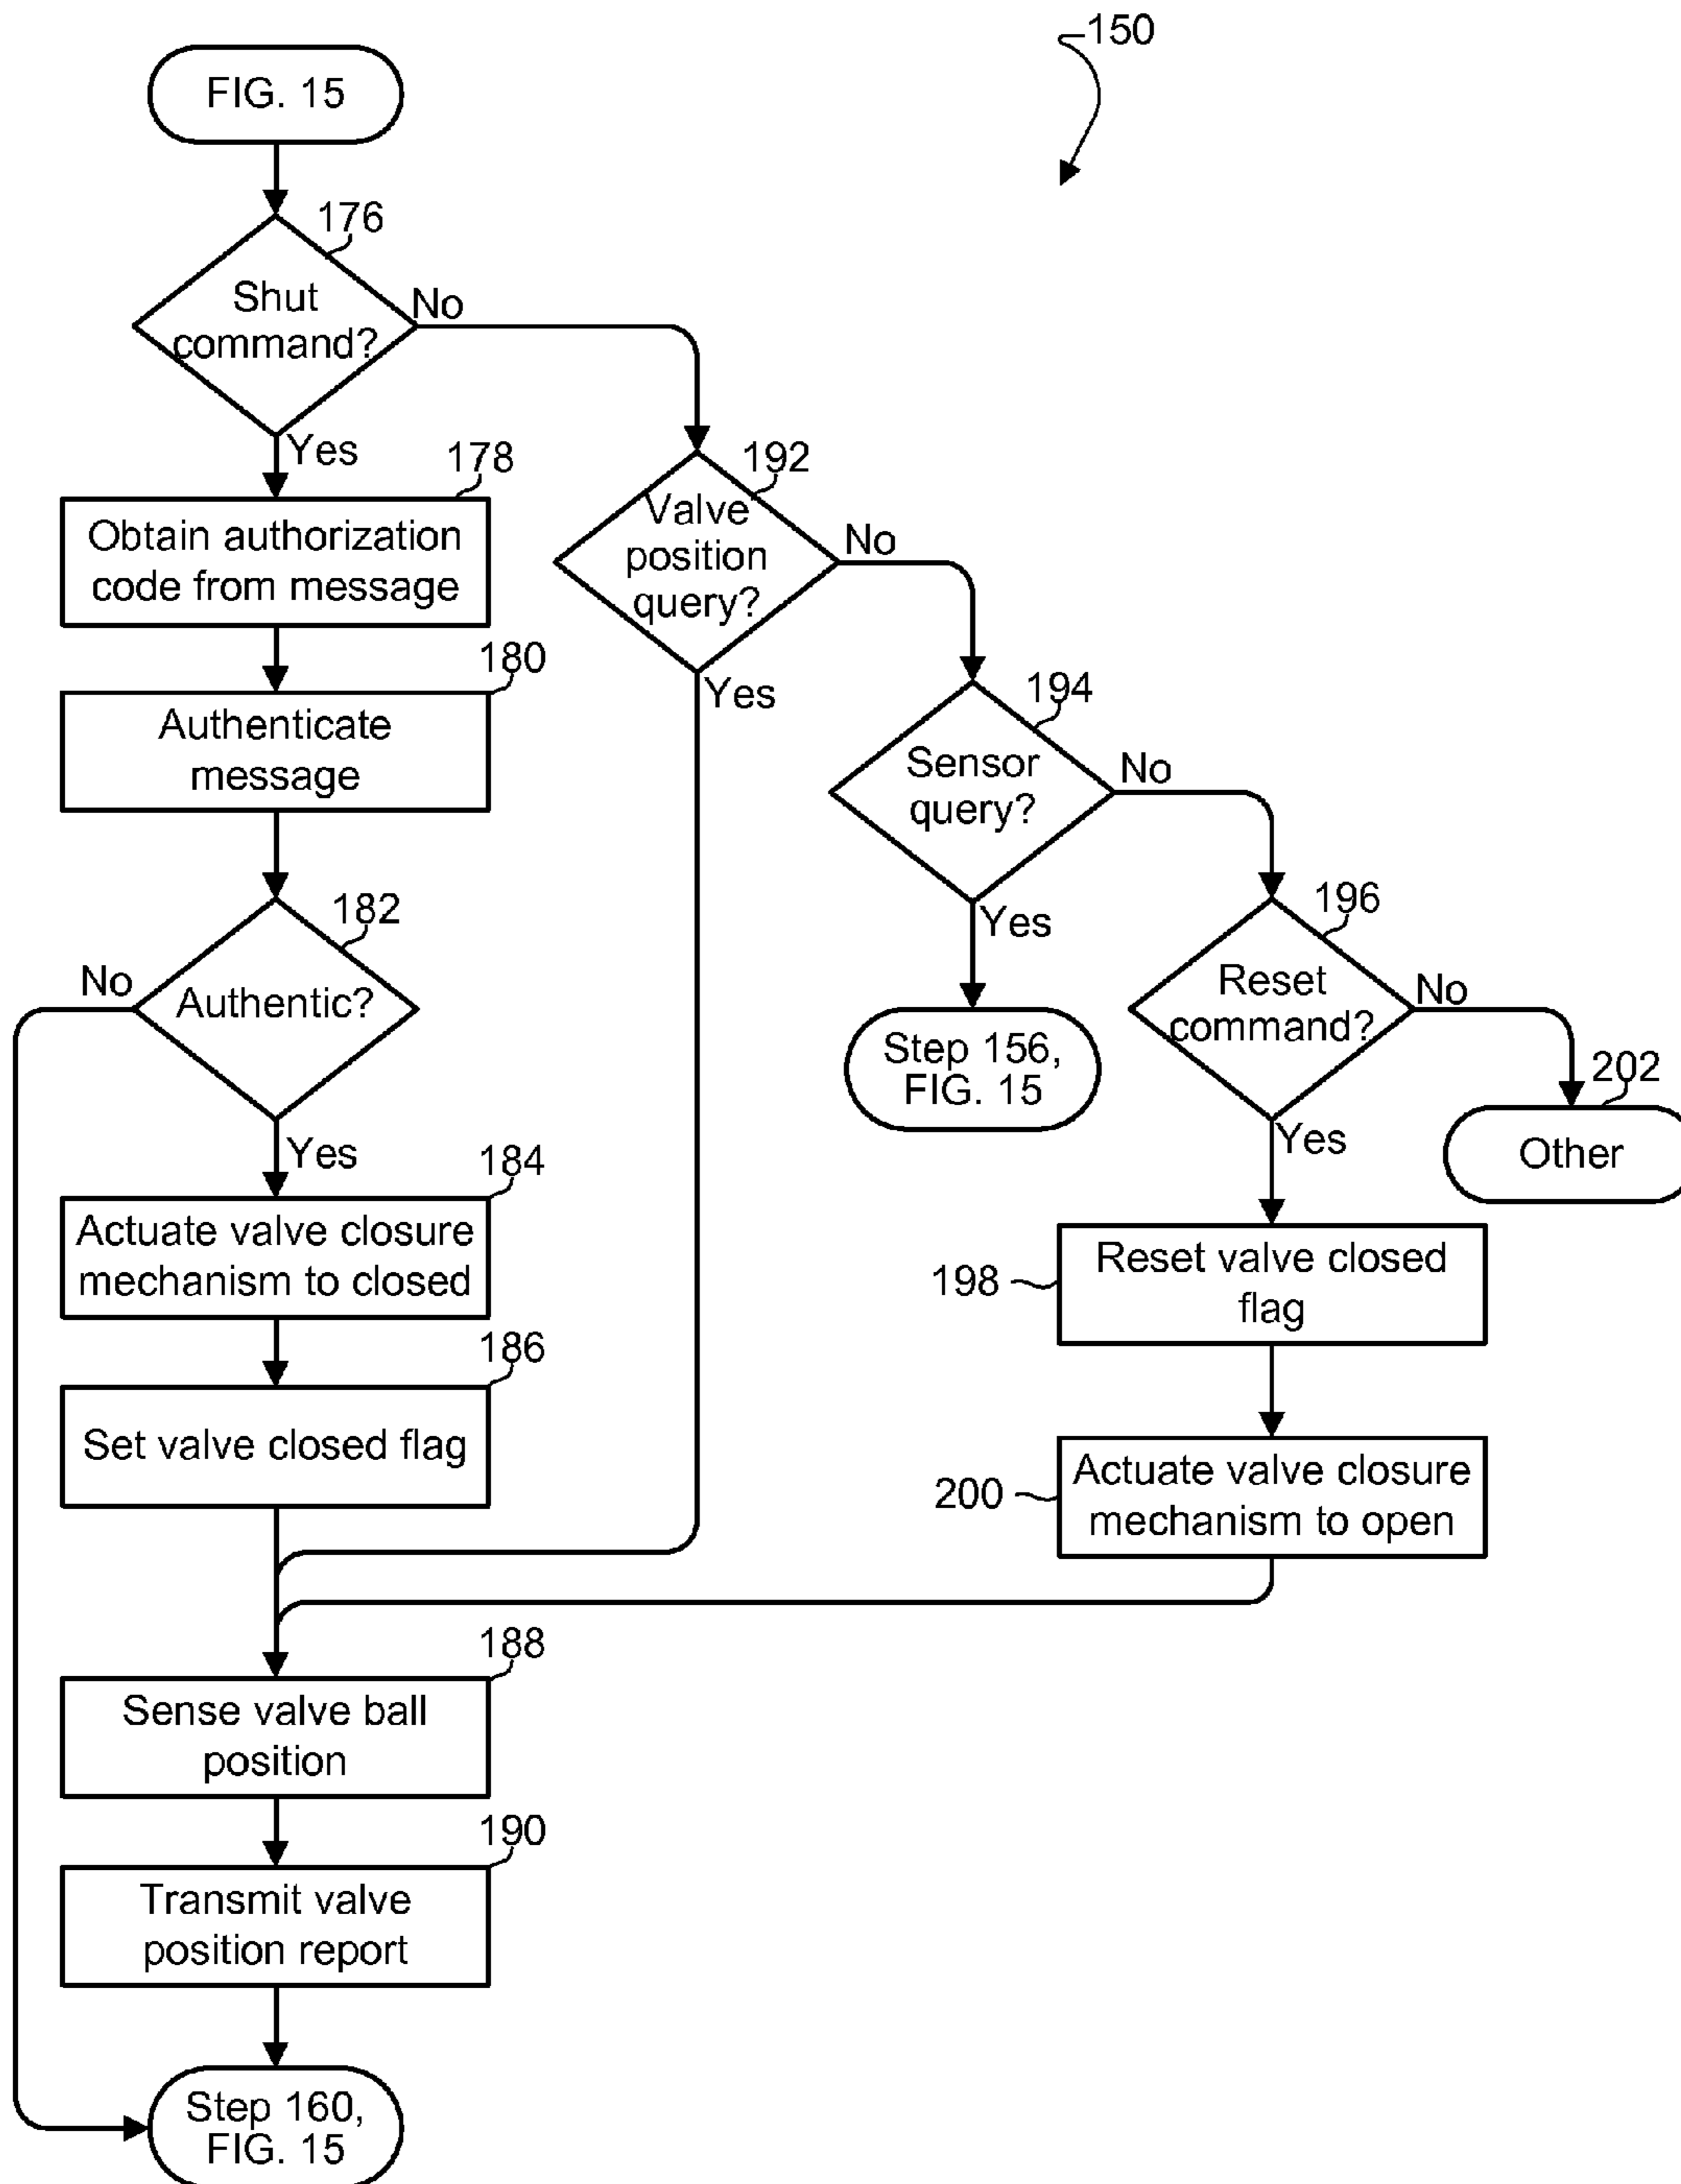 150
FIG. 15
176
Shut
command?
No
Yes
178
Obtain authorization
code from message
192
Valve
position
query?
No
Yes
180
Authenticate
message
194
Sensor
query?
No
Yes
182
Authentic?
No
Yes
196
Reset
command?
No
Yes
Step 156,
FIG. 15
202
Other
184
Actuate valve closure
mechanism to closed
198
Reset valve closed
flag
186
Set valve closed flag
200
Actuate valve closure
mechanism to open
188
Sense valve ball
position
190
Transmit valve
position report
Step 160,
FIG. 15